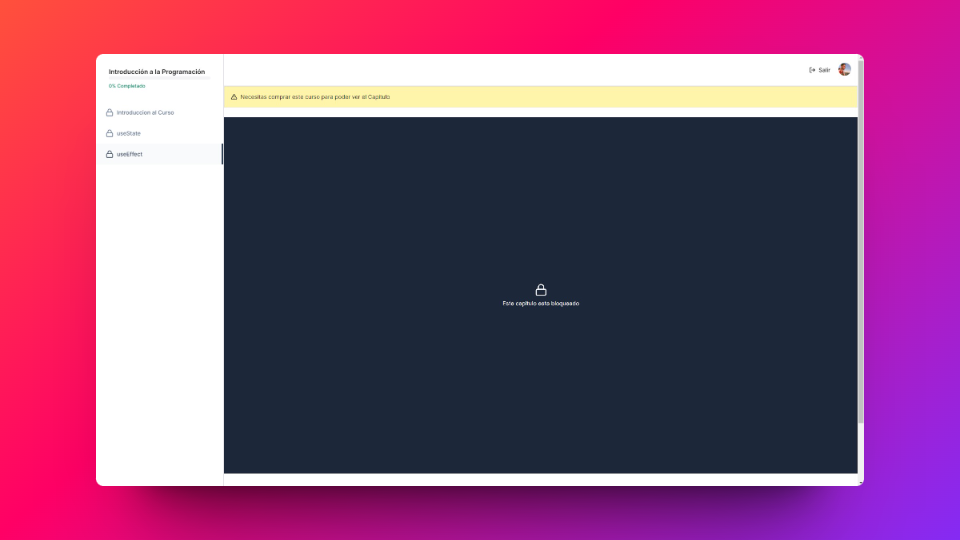 Introducción a la Programación
0% Completado
Introduccion al Curso
useState
useEffect
Salir
Necesitas comprar este curso para poder ver el Capitulo
Este capitulo esta bloqueado